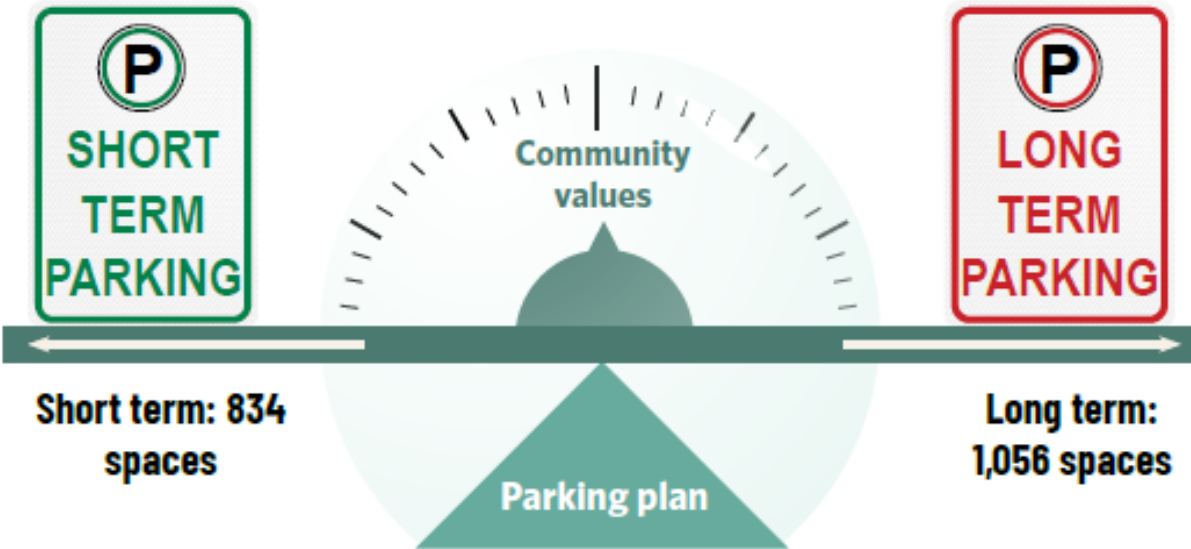 P
SHORT
TERM
PARKING
P
LONG
TERM
PARKING
Community
values
Short term: 834
spaces
Long term:
1,056 spaces
Parking plan